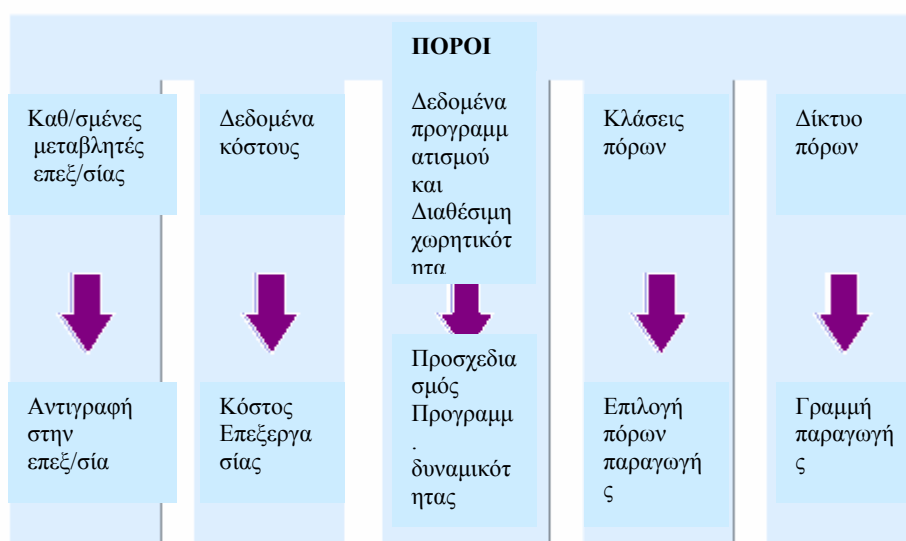 ΠΟΡΟΙ
Καθ/σμένες
μεταβλητές
επεξ/σίας
Δεδομένα
κόστους
Δεδομένα
προγραμμ
ατισμού
και
Διαθέσιμη
χωρητικότ
ητα
Κλάσεις
πόρων
Δίκτυο
πόρων
Αντιγραφή
στην
επεξ/σία
Κόστος
Επεξεργα
σίας
Προσχεδια
σμός
Προγραμμ
.
δυναμικότ
ητας
Επιλογή
πόρων
παραγωγή
ς
Γραμμή
παραγωγή
ς